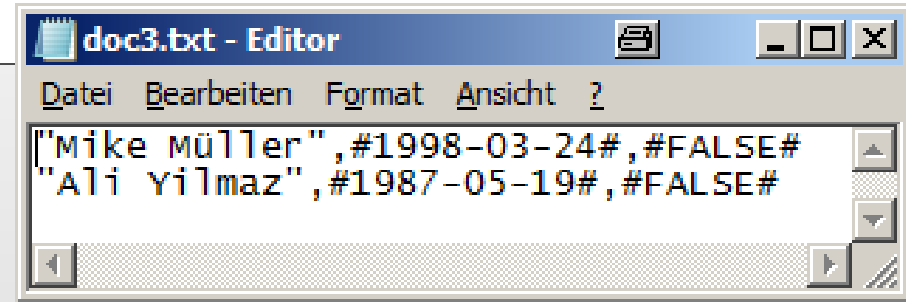 doc3.txt - Editor
Datei Bearbeiten Format Ansicht ?
"Mike Müller",#1998-03-24#,#FALSE#
"Ali Yilmaz",#1987-05-19#,#FALSE#